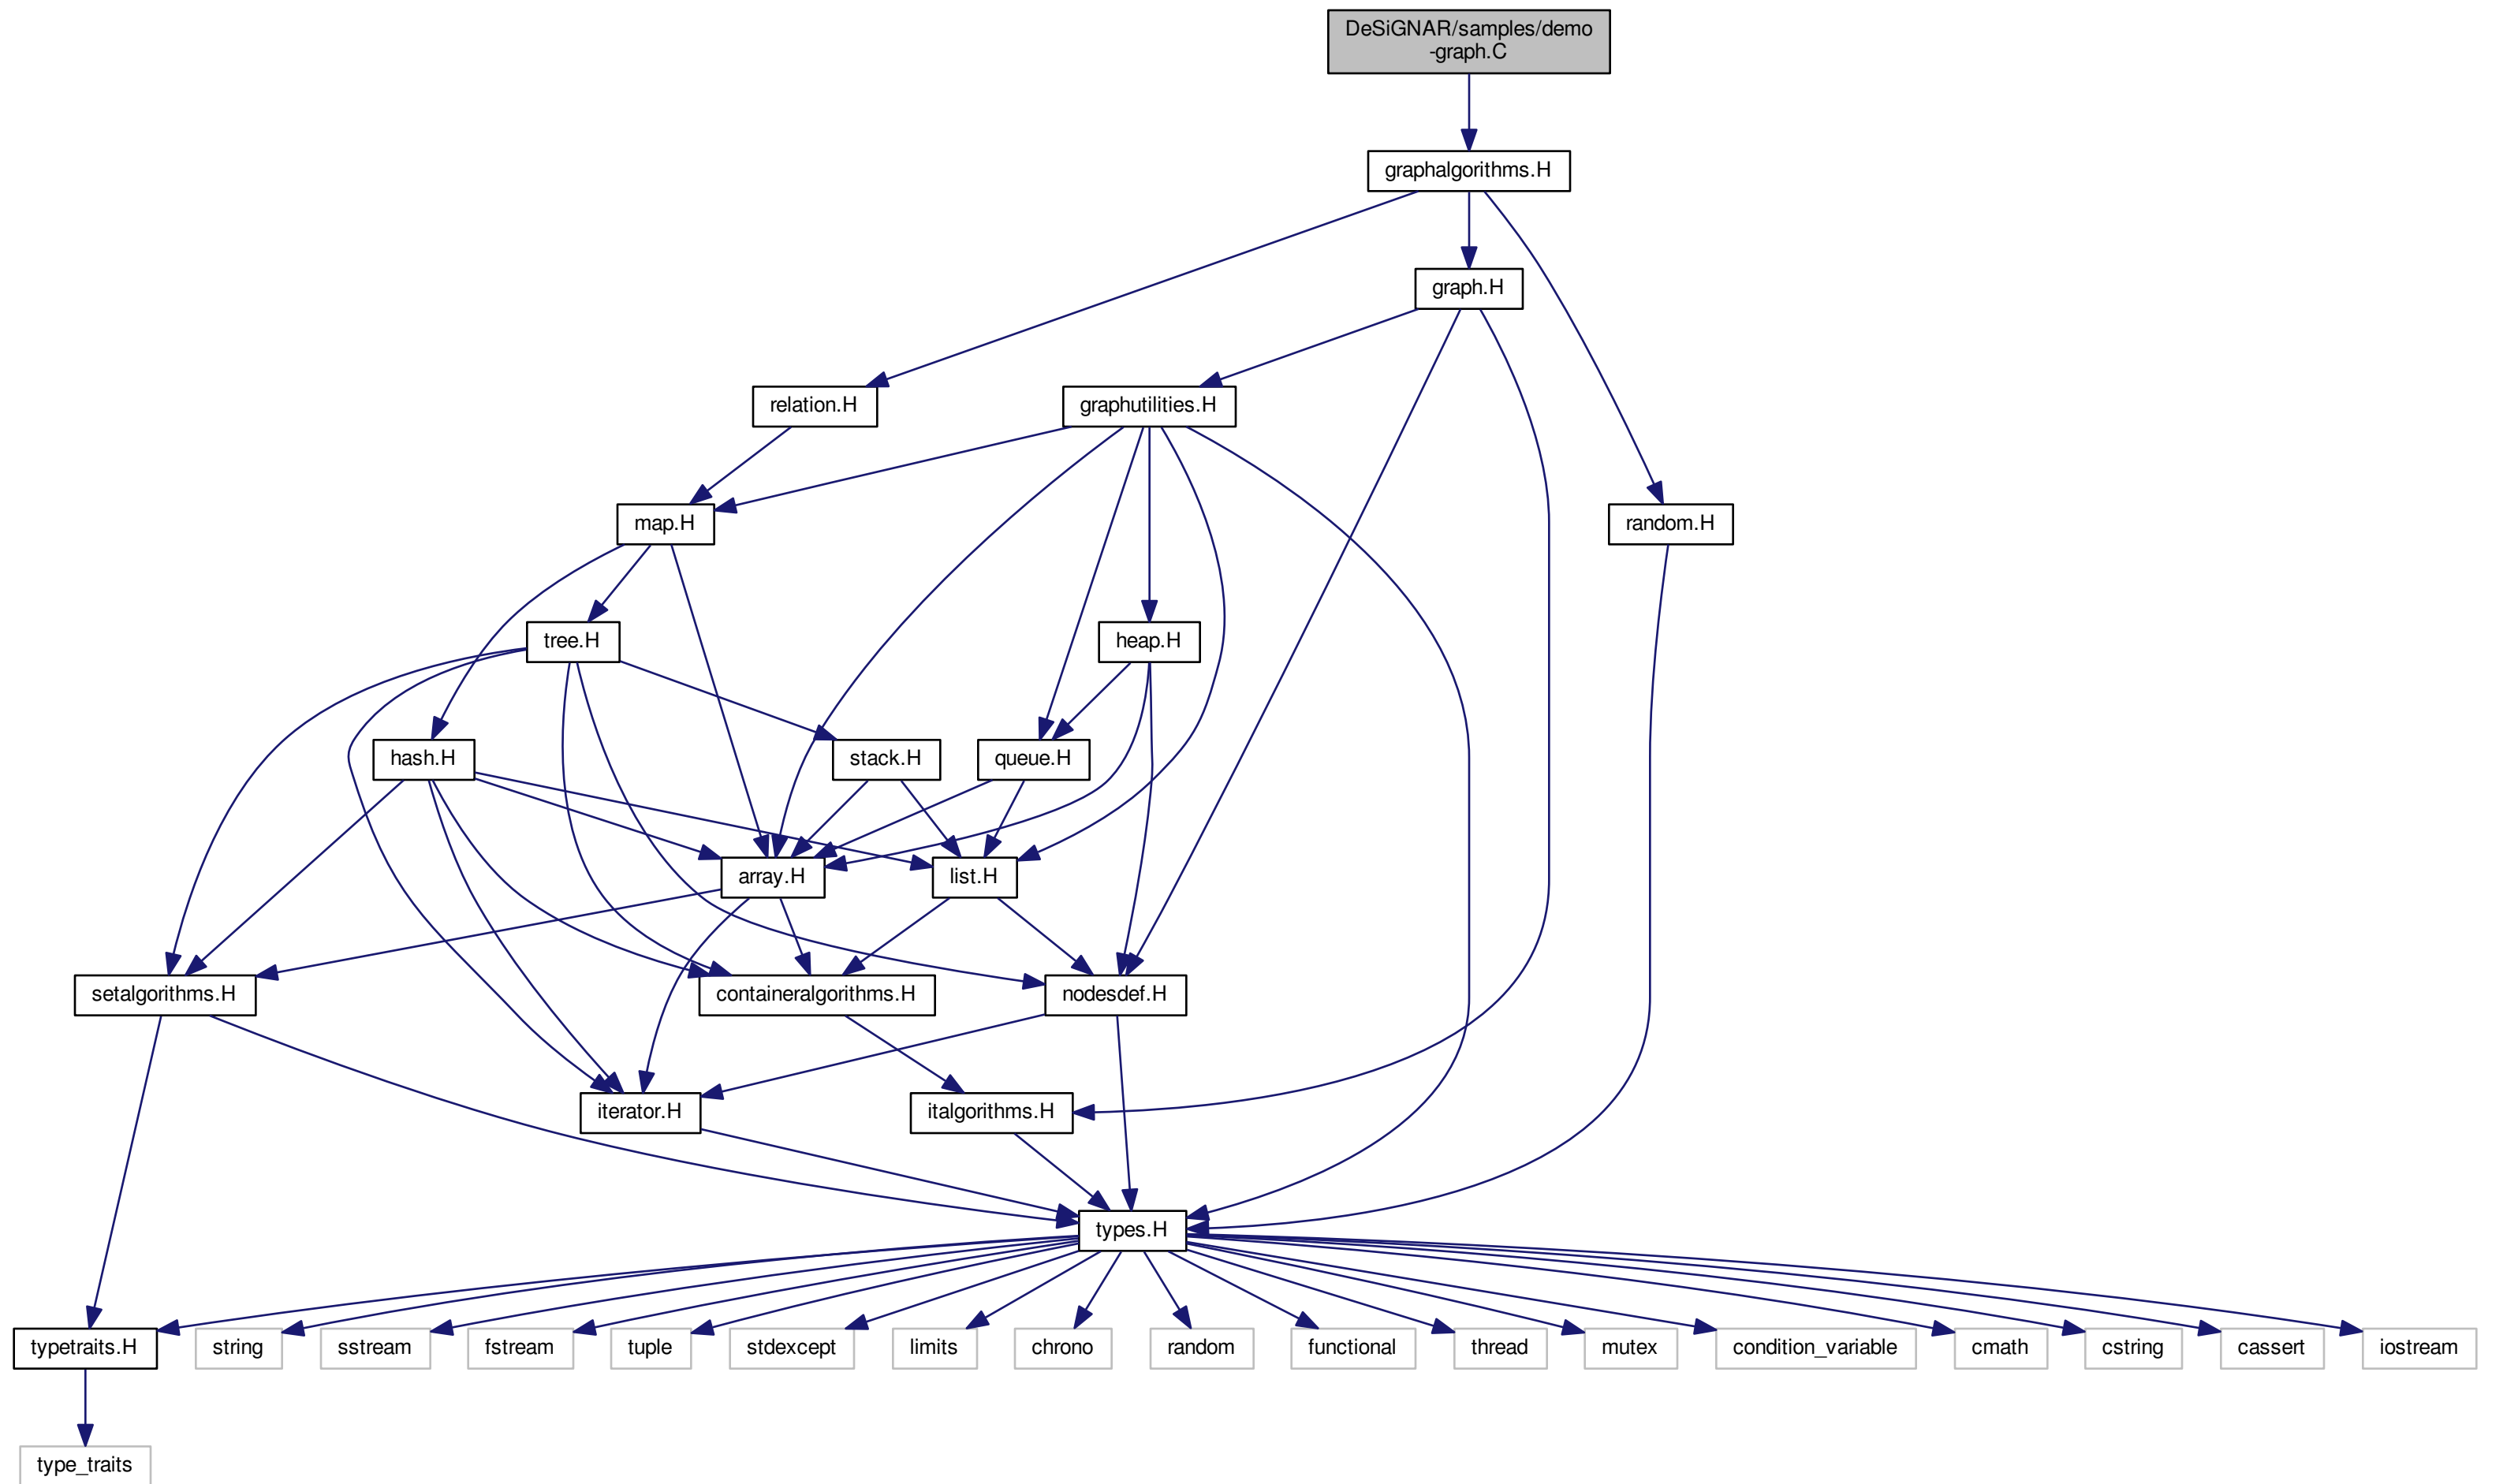 DeSiGNAR/samples/demo
-graph.C
graphalgorithms.H
graph.H
relation.H
graphutilities.H
map.H
random.H
tree.H
heap.H
hash.H
stack.H
queue.H
array.H
list.H
setalgorithms.H
containeralgorithms.H
nodesdef.H
iterator.H
italgorithms.H
types.H
typetraits.H
string
sstream
fstream
tuple
stdexcept
limits
chrono
random
functional
thread
mutex
condition_variable
cmath
cstring
cassert
iostream
type_traits